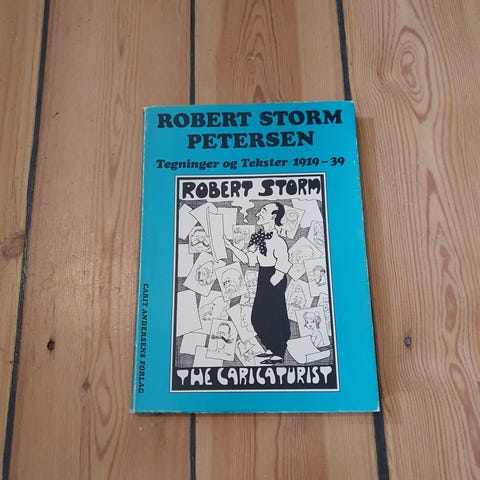 ROBERT STORM
PETERSEN
Tegninger og Tekster 1919-39
ROBERT STORM
THE CARICATURIST
CARIT ANDERSENS FORLAG